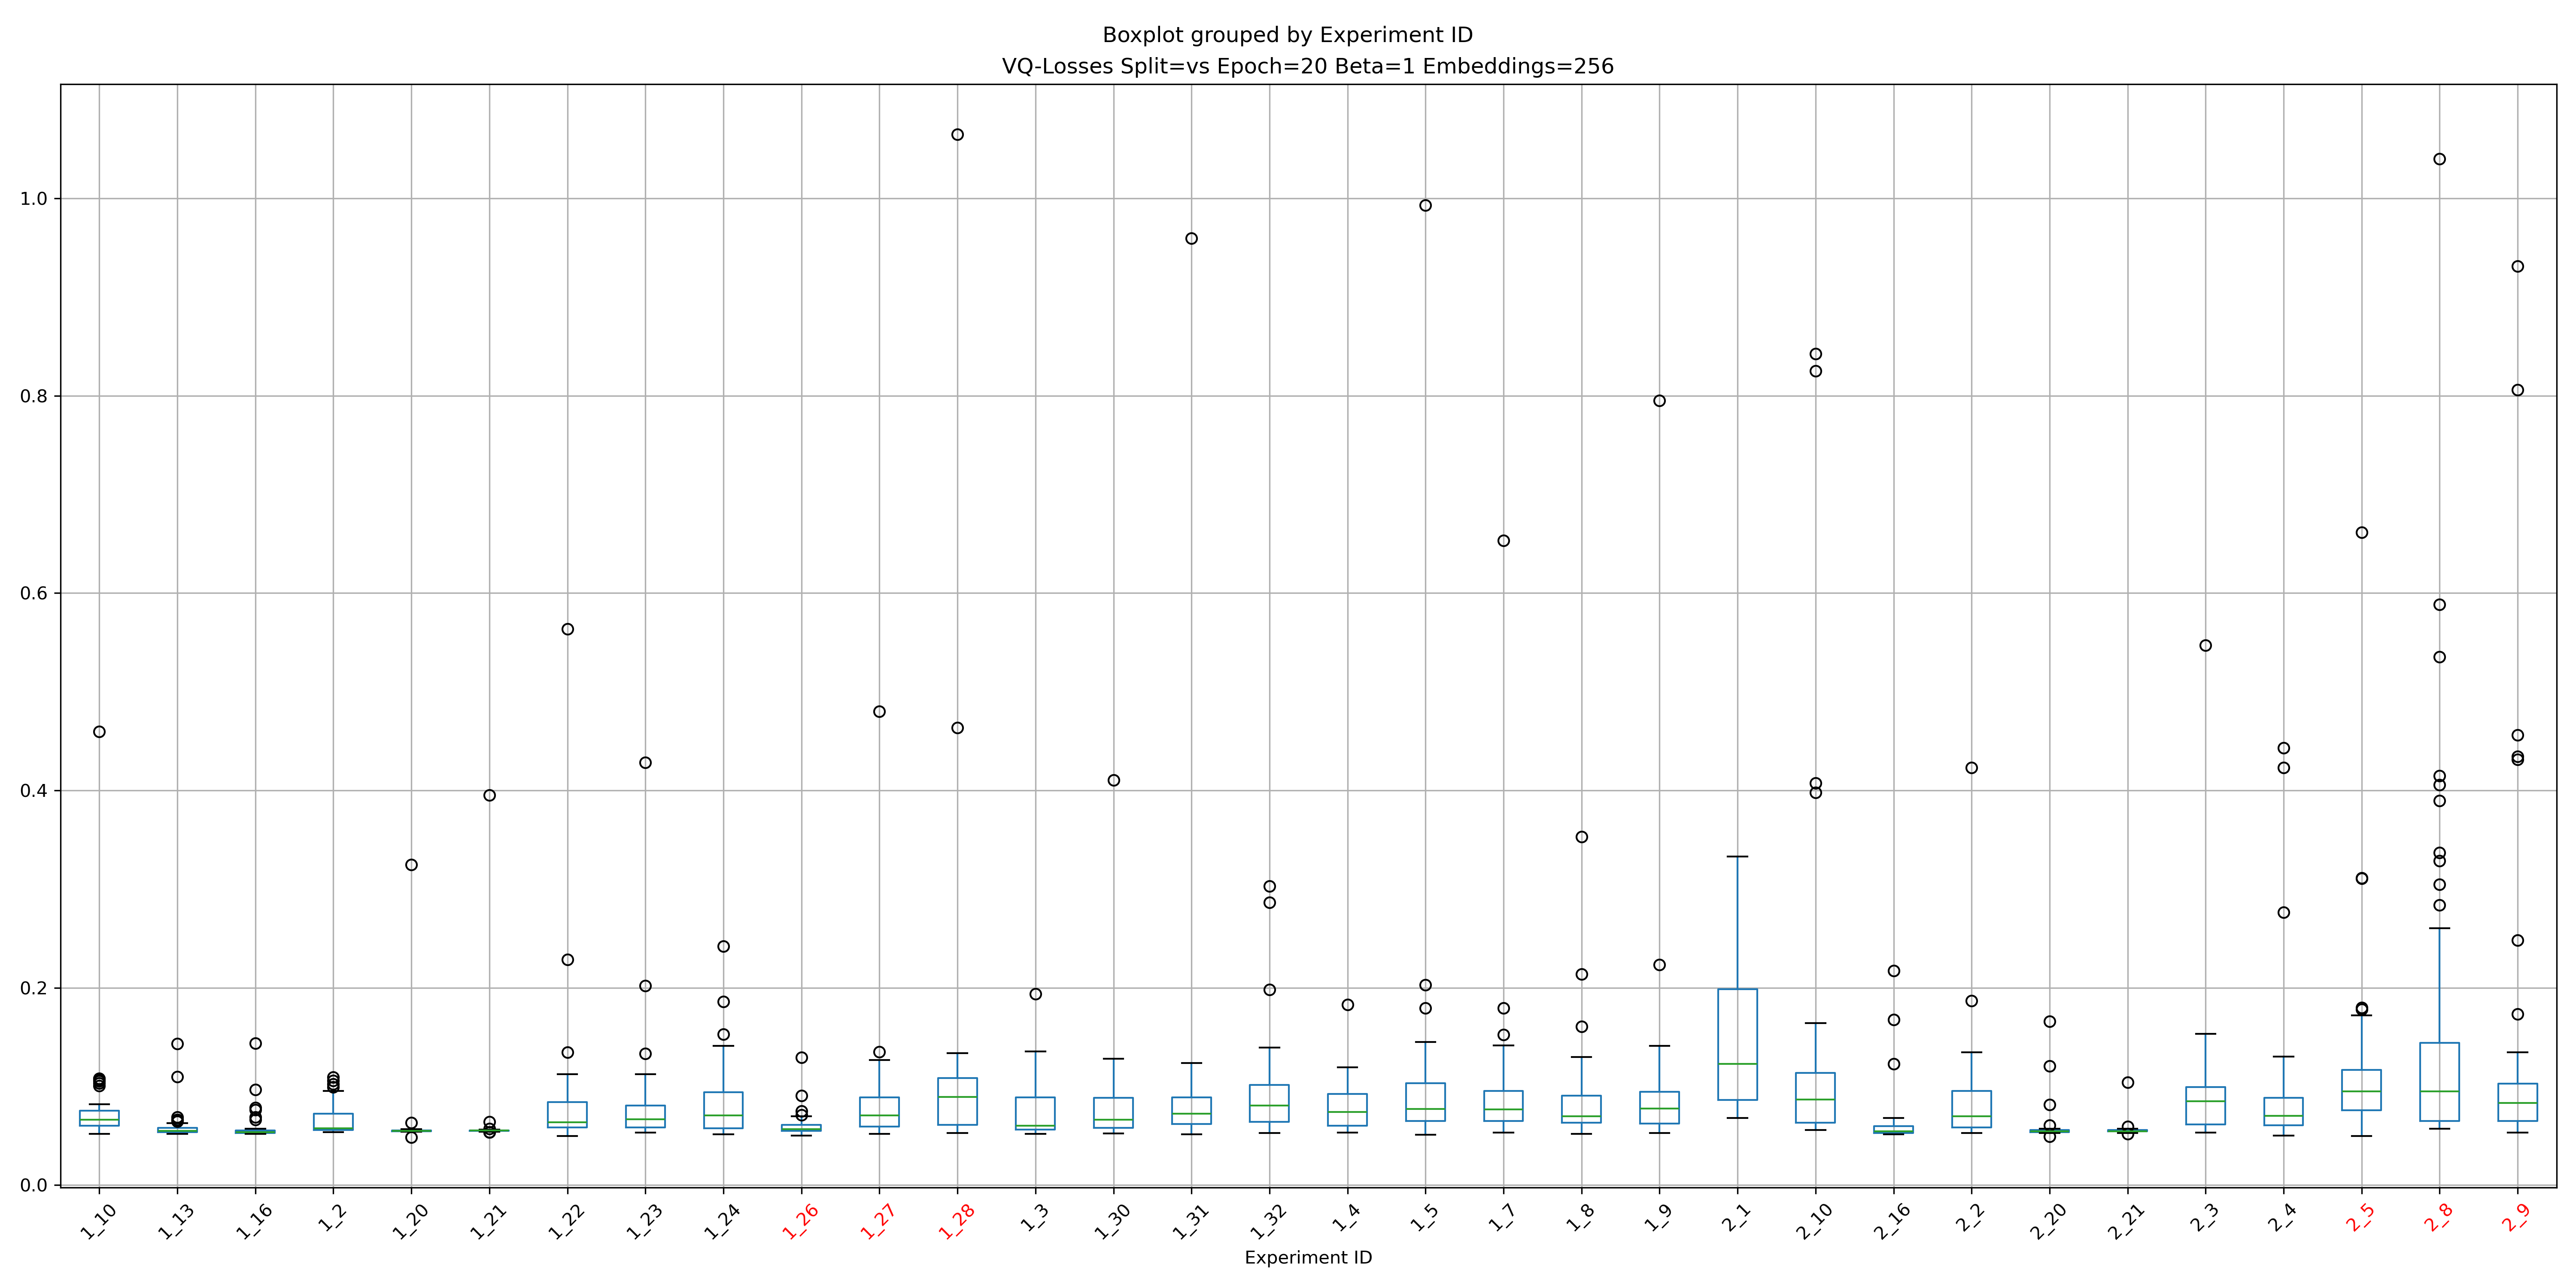 Boxplot grouped by Experiment ID
VQ-Losses Split=vs Epoch=20 Beta=1 Embeddings=256
1.0
0.8
0.6
0.4
0.2
0.0
1_10 1_13 1_16 1_2 1_20 1_21 1_22 1_23 1_24 1_26 1_27 1_28 1_3 1_30 1_31 1_32 1_4 1_5 1_7 1_8 1_9 2_1 2_10 2_16 2_2 2_20 2_21 2_3 2_4 2_5 2_8 2_9
Experiment ID